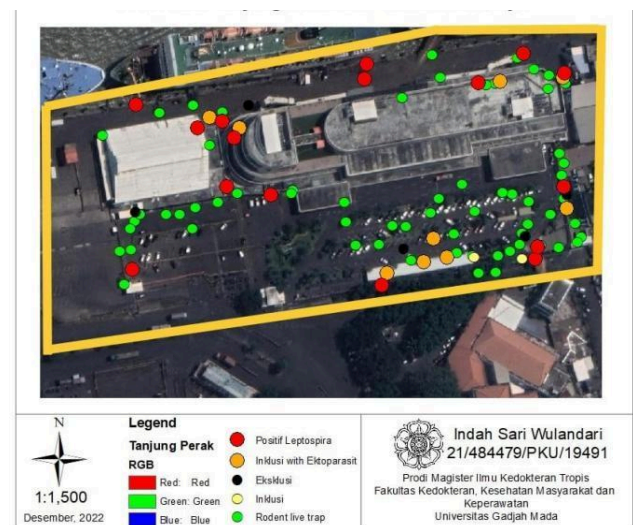 N
1:1,500
Desember, 2022
Legend
Tanjung Perak
RGB
Red: Red
Green: Green
Blue: Blue
Positif Leptospira
Inklusi with Ektoparasit
Eksklusi
Inklusi
Rodent live trap
Indah Sari Wulandari
21/484479/PKU/19491
Prodi Magister Ilmu Kedokteran Tropis
Fakultas Kedokteran, Kesehatan Masyarakat dan
Keperawatan
Universitas Gadjah Mada